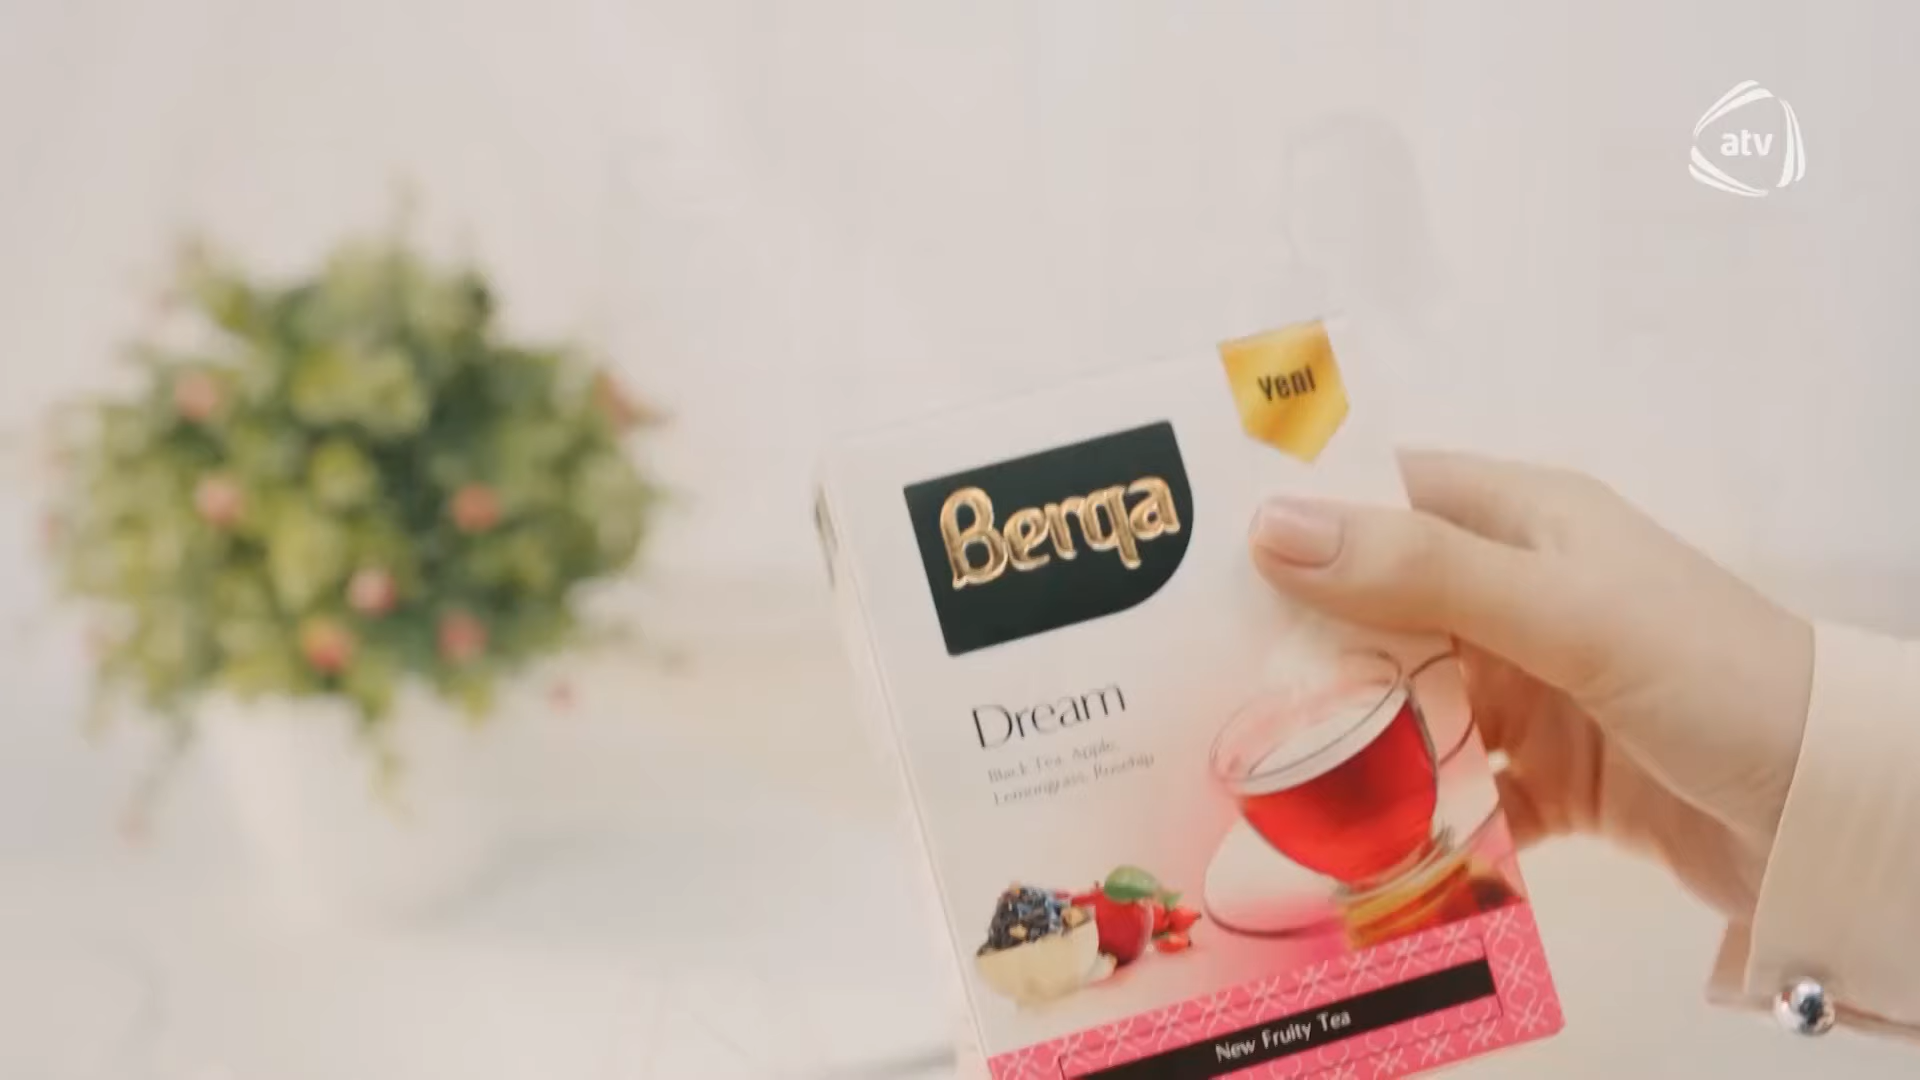 atv
Yeni
Berqa
Dream
Black Tea, Apple,
Lemongrass, Rosehip
New Fruity Tea